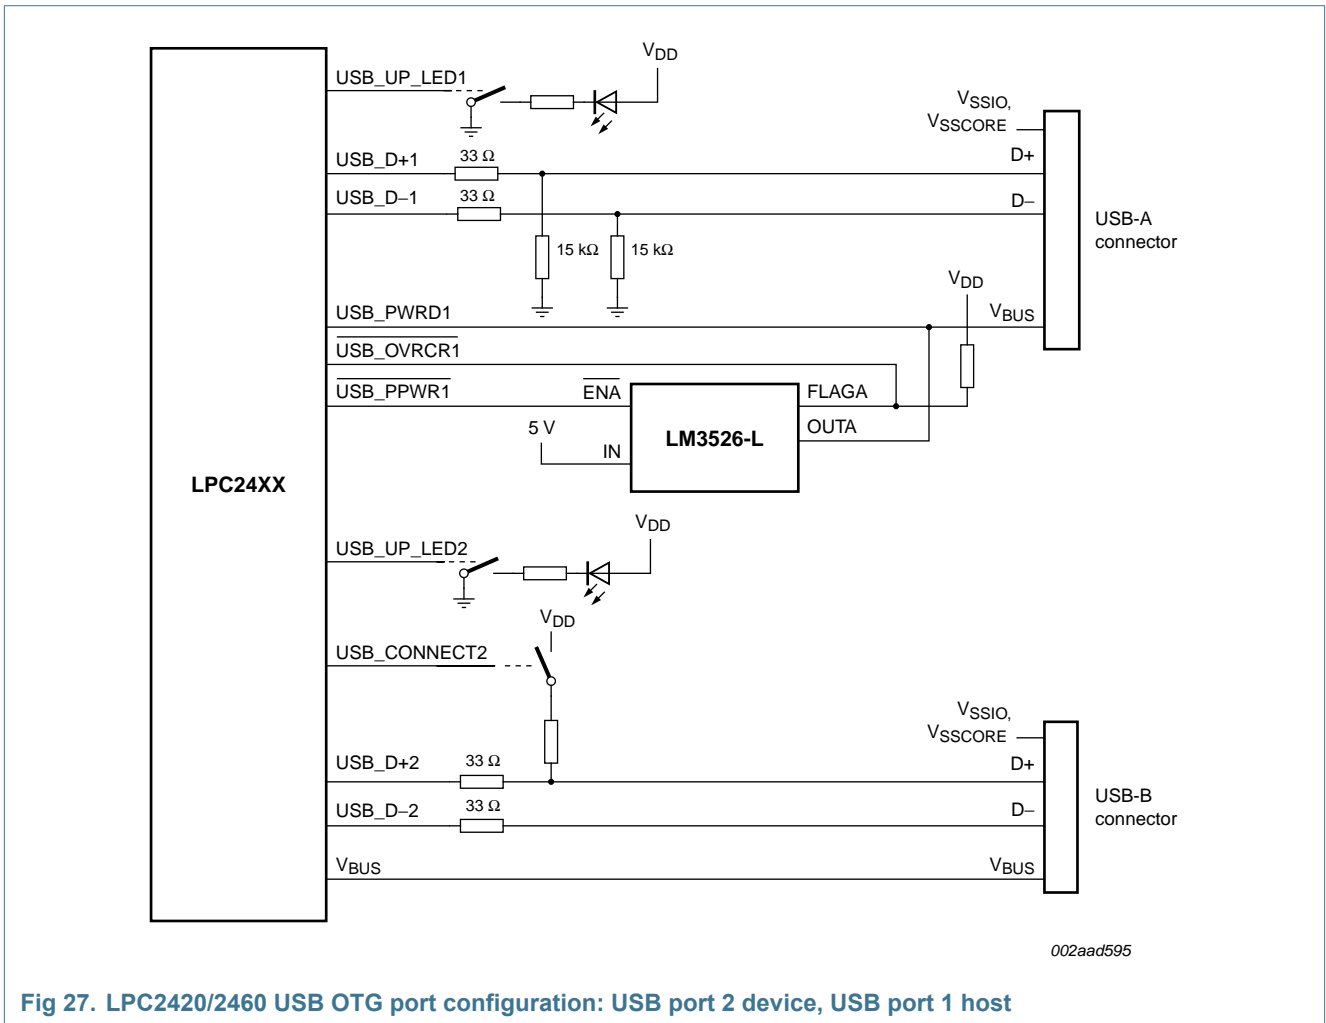 VDD
USB_UP_LED1
VSSIO,
VSSCORE
USB_D+1
33 Ω
D+
USB_D−1
33 Ω
D−
USB-A
connector
15 kΩ
15 kΩ
VDD
USB_PWRD1
VBUS
USB_OVRCR1
USB_PPWR1
ENA
FLAGA
5 V
OUTA
LM3526-L
IN
LPC24XX
VDD
USB_UP_LED2
VDD
USB_CONNECT2
VSSIO,
VSSCORE
USB_D+2
33 Ω
D+
USB-B
connector
USB_D−2
33 Ω
D−
VBUS
VBUS
002aad595
Fig 27. LPC2420/2460 USB OTG port configuration: USB port 2 device, USB port 1 host